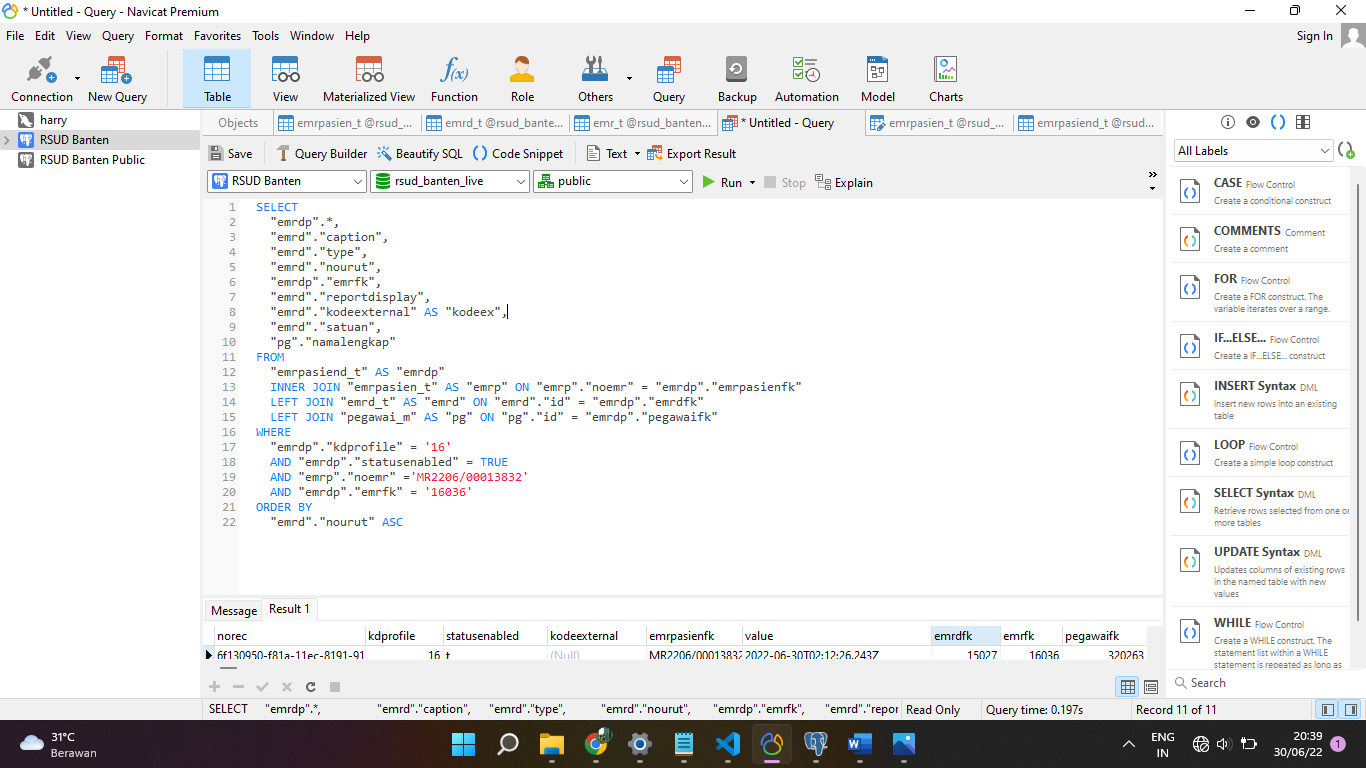 * Untitled - Query - Navicat Premium
File Edit View Query Format Favorites Tools Window Help
Sign In
Connection New Query Table View Materialized View Function Role Others Query Backup Automation Model Charts
harry
RSUD Banten
RSUD Banten Public
Objects emrpasien_t @rsud_... emrd_t @rsud_bante... emr_t @rsud_banten... * Untitled - Query emrpasien_t @rsud_... emrpasiend_t @rsud...
Save Query Builder Beautify SQL Code Snippet Text Export Result
RSUD Banten rsud_banten_live public Run Stop Explain
1 SELECT
2 "emrdp".*,
3 "emrd"."caption",
4 "emrd"."type",
5 "emrd"."nourut",
6 "emrdp"."emrfk",
7 "emrd"."reportdisplay",
8 "emrd"."kodeexternal" AS "kodeex",
9 "emrd"."satuan",
10 "pg"."namalengkap"
11 FROM
12 "emrpasiend_t" AS "emrdp"
13 INNER JOIN "emrpasien_t" AS "emrp" ON "emrp"."noemr" = "emrdp"."emrpasienfk"
14 LEFT JOIN "emrd_t" AS "emrd" ON "emrd"."id" = "emrdp"."emrdfk"
15 LEFT JOIN "pegawai_m" AS "pg" ON "pg"."id" = "emrdp"."pegawaifk"
16 WHERE
17 "emrdp"."kdprofile" = '16'
18 AND "emrdp"."statusenabled" = TRUE
19 AND "emrp"."noemr" ='MR2206/00013832'
20 AND "emrdp"."emrfk" = '16036'
21 ORDER BY
22 "emrd"."nourut" ASC
Message Result 1
norec kdprofile statusenabled kodeexternal emrpasienfk value emrdfk emrfk pegawaifk
6f130950-f81a-11ec-8191-91 16 t (Null) MR2206/00013832 2022-06-30T02:12:26.243Z 15027 16036 320263
SELECT "emrdp".*, "emrd"."caption", "emrd"."type", "emrd"."nourut", "emrdp"."emrfk", "emrd"."repor
Read Only
Query time: 0.197s
Record 11 of 11
All Labels
CASE Flow Control
Create a conditional construct
COMMENTS Comment
Create a comment
FOR Flow Control
Create a FOR construct. The
variable iterates over a range.
IF...ELSE... Flow Control
Create a IF...ELSE... construct
INSERT Syntax DML
Insert new rows into an existing
table
LOOP Flow Control
Create a simple loop construct
SELECT Syntax DML
Retrieve rows selected from one or
more tables
UPDATE Syntax DML
Updates columns of existing rows
in the named table with new
values
WHILE Flow Control
Create a WHILE construct. The
statement list within a WHILE
statement is repeated as long as
Search
31°C
Berawan
ENG
IN
20:39
30/06/22
1